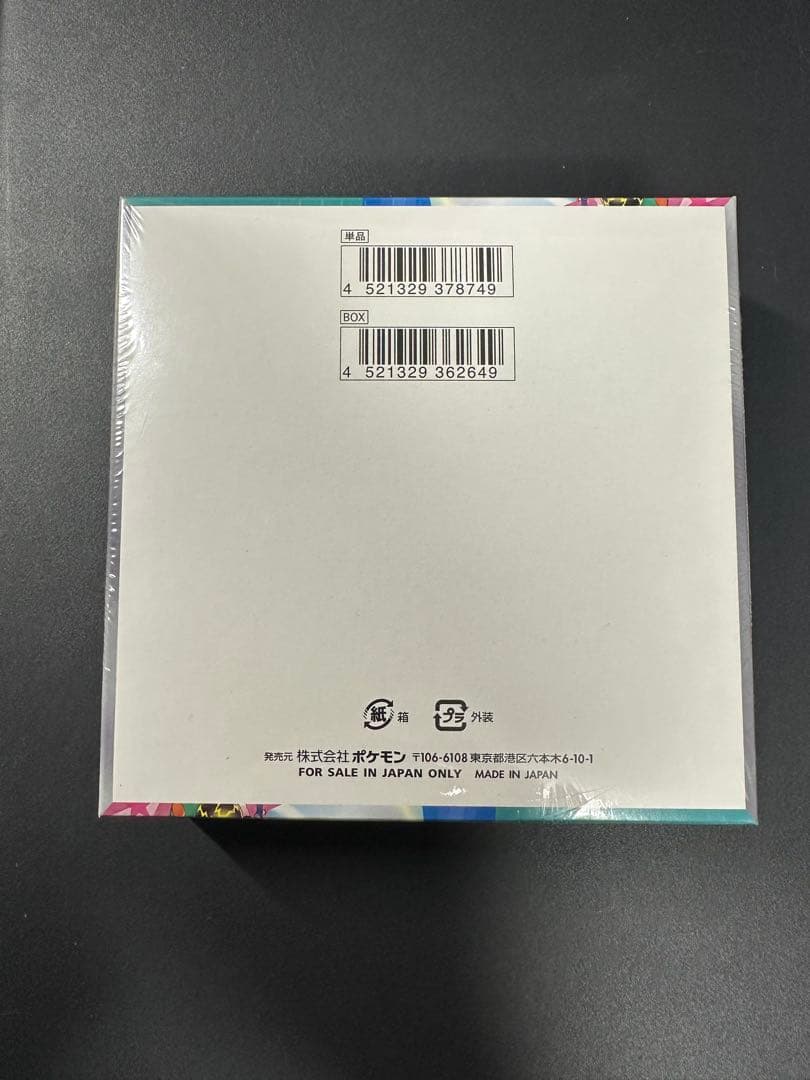 単品
4 521329 378749
BOX
4 521329 362649
紙 箱 プラ 外装
発売元 株式会社 ポケモン 〒106-6108 東京都港区六本木6-10-1
FOR SALE IN JAPAN ONLY MADE IN JAPAN